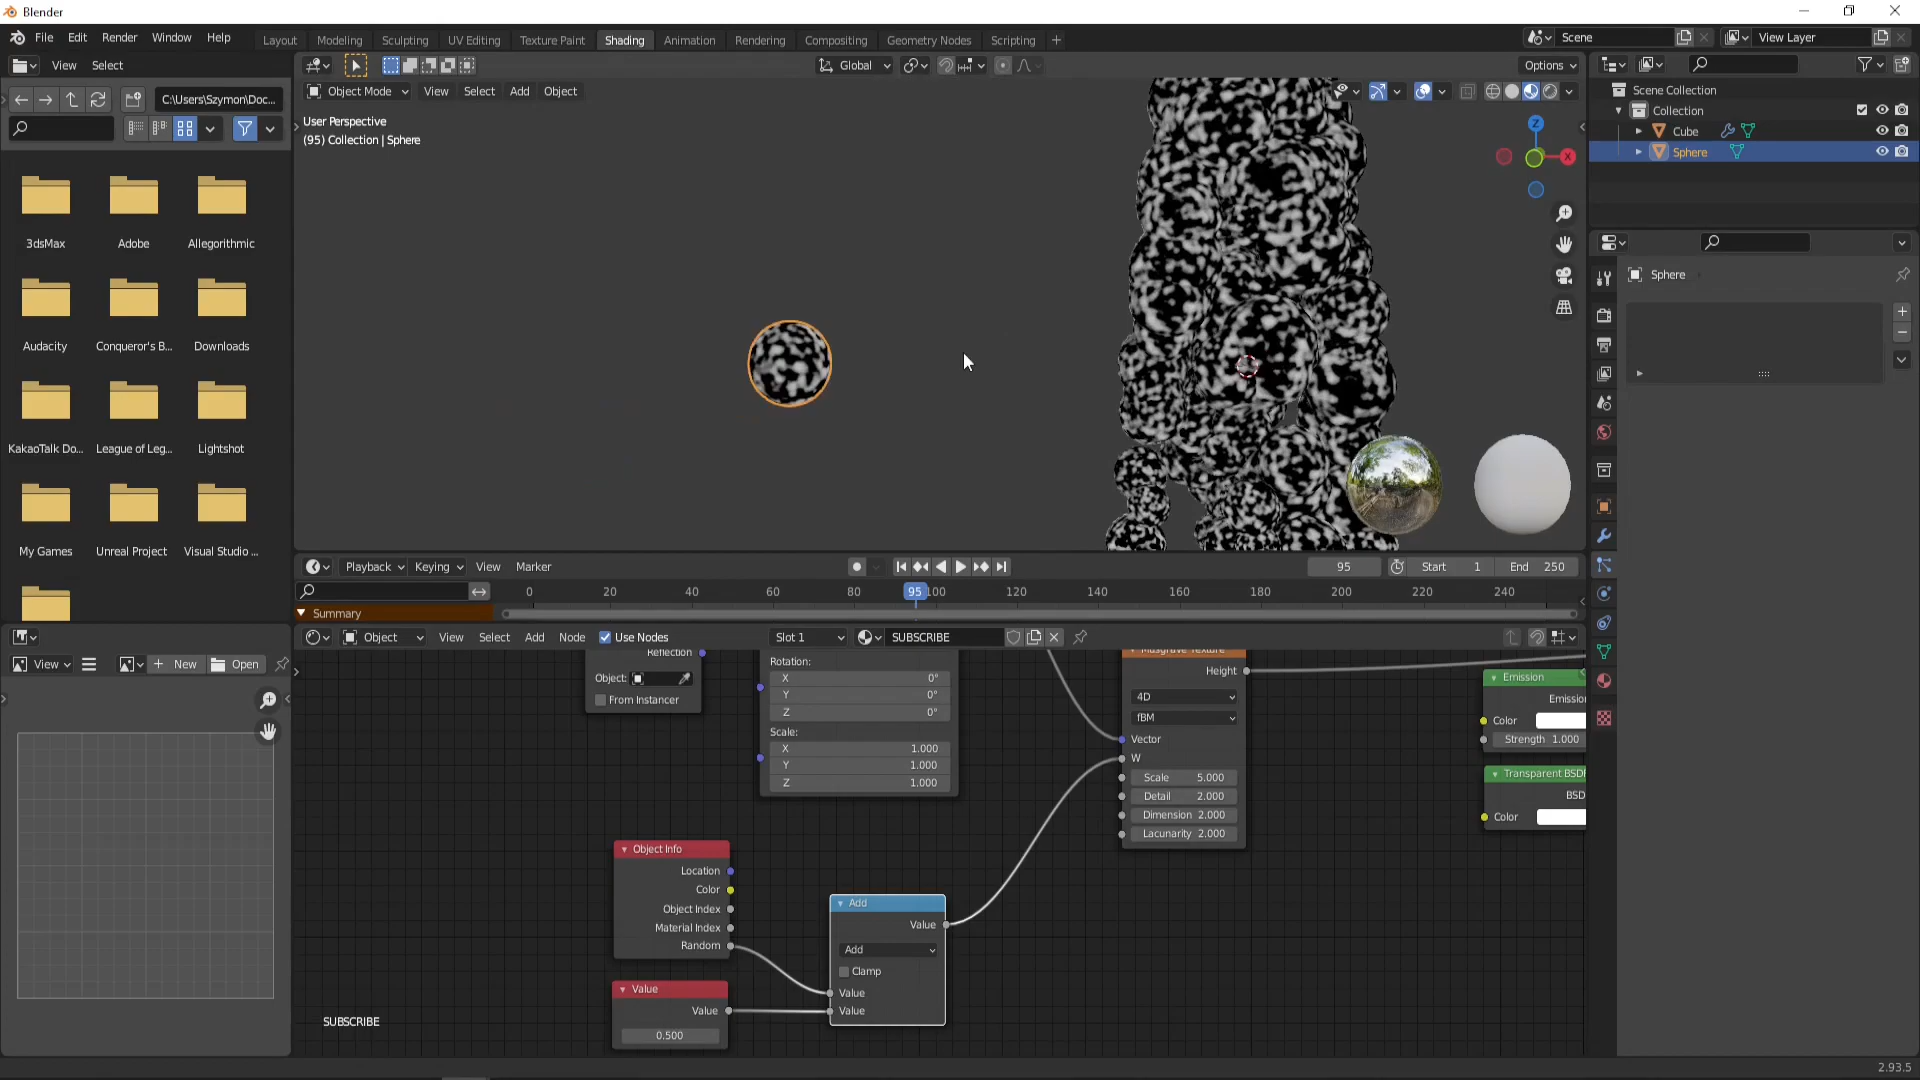 Blender
File Edit Render Window Help
Layout Modeling Sculpting UV Editing Texture Paint Shading Animation Rendering Compositing Geometry Nodes Scripting +
Scene
View Layer
View Select
Global
Options
C:\Users\Szymon\Doc...
Object Mode View Select Add Object
User Perspective
(95) Collection | Sphere
Z
X
Scene Collection
Collection
Cube
Sphere
Sphere
3dsMax Adobe Allegorithmic
Audacity Conqueror's B... Downloads
KakaoTalk Do... League of Leg... Lightshot
My Games Unreal Project Visual Studio ...
Playback Keying View Marker
95 Start 1 End 250
0 20 40 60 80 95 100 120 140 160 180 200 220 240
Summary
Object View Select Add Node Use Nodes Slot 1 SUBSCRIBE
View + New Open
Reflection
Object:
From Instancer
Rotation:
X 0°
Y 0°
Z 0°
Scale:
X 1.000
Y 1.000
Z 1.000
Musgrave Texture
Height
4D
fBM
Vector
W
Scale 5.000
Detail 2.000
Dimension 2.000
Lacunarity 2.000
Emission
Emission
Color
Strength 1.000
Transparent BSDF
BSD
Color
Object Info
Location
Color
Object Index
Material Index
Random
Value
Value
0.500
Add
Value
Add
Clamp
Value
Value
SUBSCRIBE
2.93.5